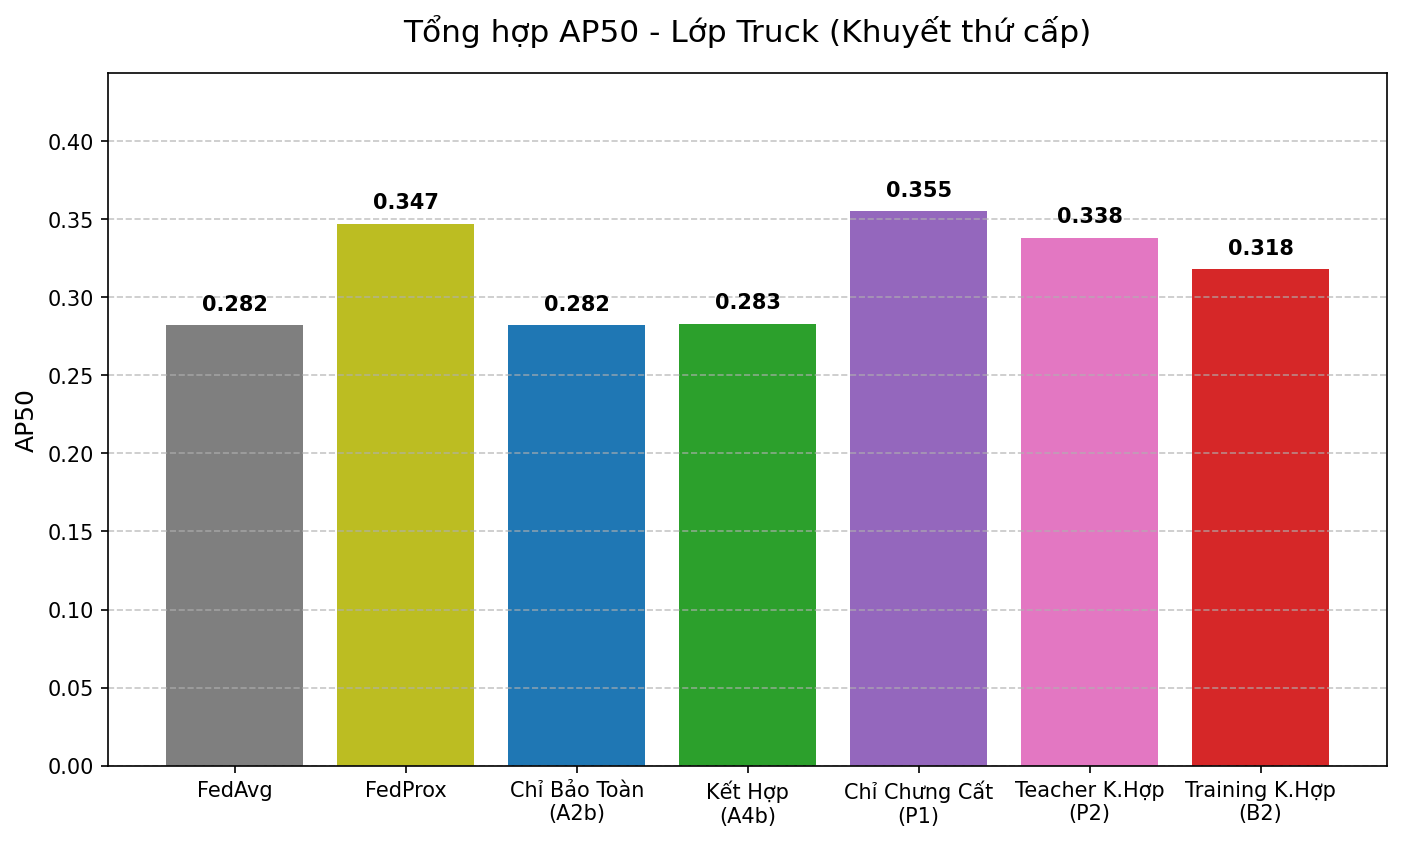 Tổng hợp AP50 - Lớp Truck (Khuyết thứ cấp)
AP50
0.40
0.35
0.30
0.25
0.20
0.15
0.10
0.05
0.00
0.282
0.347
0.282
0.283
0.355
0.338
0.318
FedAvg
FedProx
Chỉ Bảo Toàn
(A2b)
Kết Hợp
(A4b)
Chỉ Chưng Cất
(P1)
Teacher K.Hợp
(P2)
Training K.Hợp
(B2)